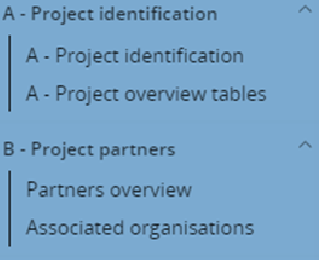 A - Project identification
A - Project identification
A - Project overview tables
B - Project partners
Partners overview
Associated organisations